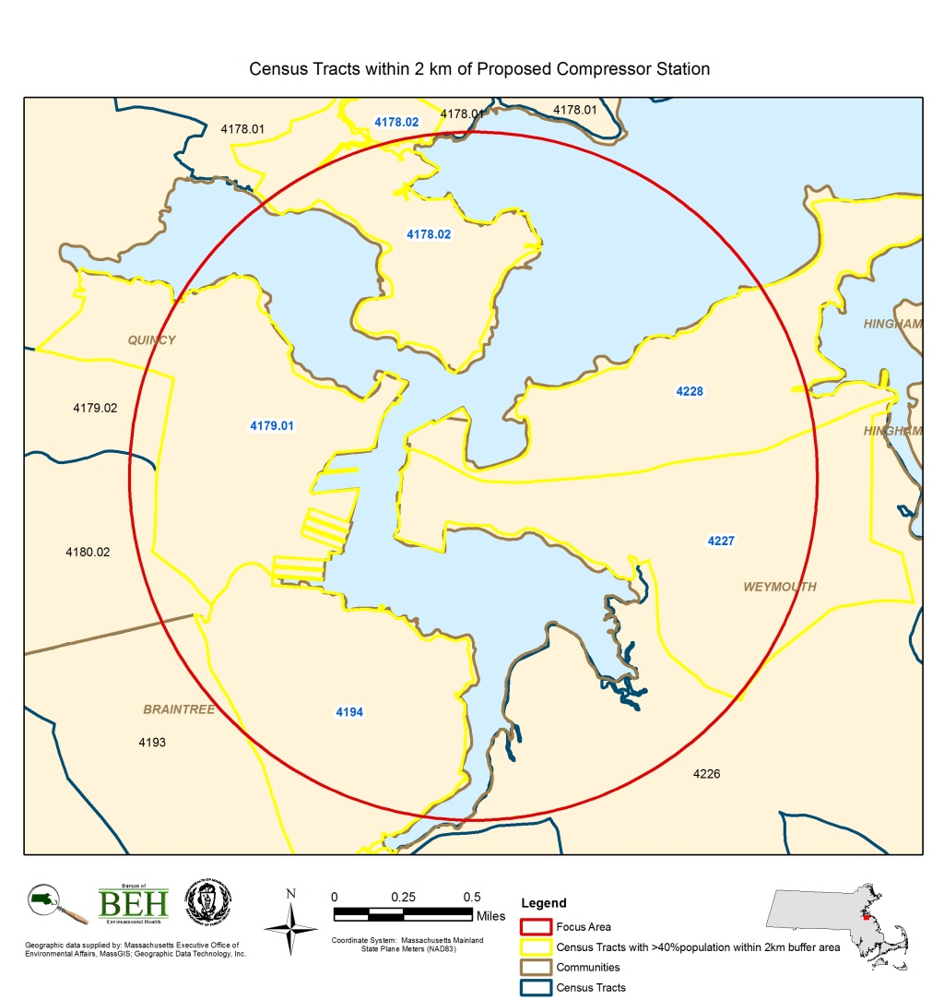 Census Tracts within 2 km of Proposed Compressor Station
4178.01
4178.02
4178.01
4178.01
4178.02
QUINCY
HINGHAM
4228
4179.02
4179.01
HINGHAM
4180.02
4227
WEYMOUTH
BRAINTREE
4194
4193
4226
Bureau of
BEH
Environmental Health
Geographic data supplied by: Massachusetts Executive Office of
Environmental Affairs, MassGIS; Geographic Data Technology, Inc.
N
0 0.25 0.5
Miles
Coordinate System: Massachusetts Mainland
State Plane Meters (NAD83)
Legend
Focus Area
Census Tracts with >40%population within 2km buffer area
Communities
Census Tracts